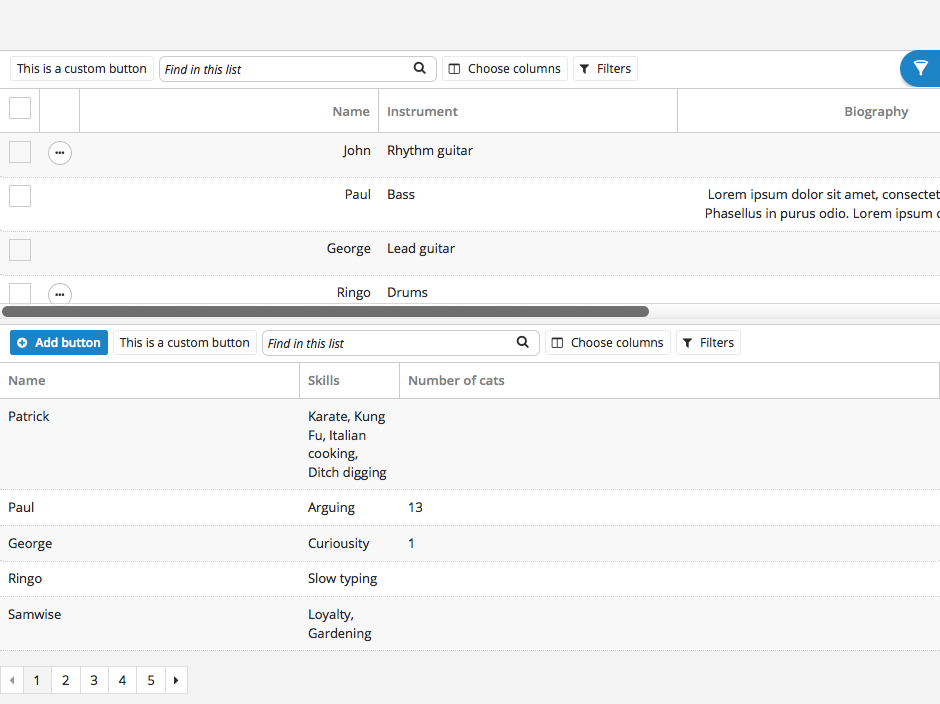 This is a custom button Find in this list Choose columns Filters
Name Instrument Biography
John Rhythm guitar
Paul Bass Lorem ipsum dolor sit amet, consectet
Phasellus in purus odio. Lorem ipsum
George Lead guitar
Ringo Drums
Add button This is a custom button Find in this list Choose columns Filters
Name Skills Number of cats
Patrick Karate, Kung
Fu, Italian
cooking,
Ditch digging
Paul Arguing 13
George Curiousity 1
Ringo Slow typing
Samwise Loyalty,
Gardening
1 2 3 4 5